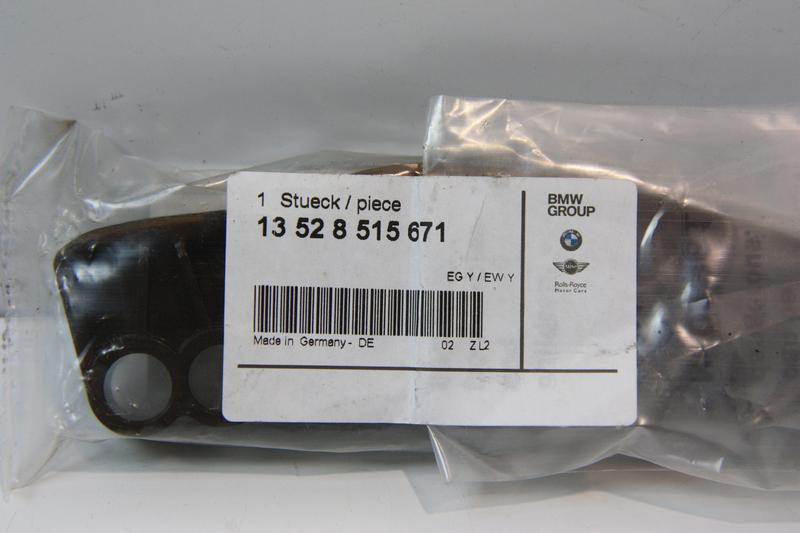 1 Stueck / piece
13 52 8 515 671
EG Y / EW Y
Made in Germany - DE 02 Z L2
BMW
GROUP
Rolls-Royce
Motor Cars